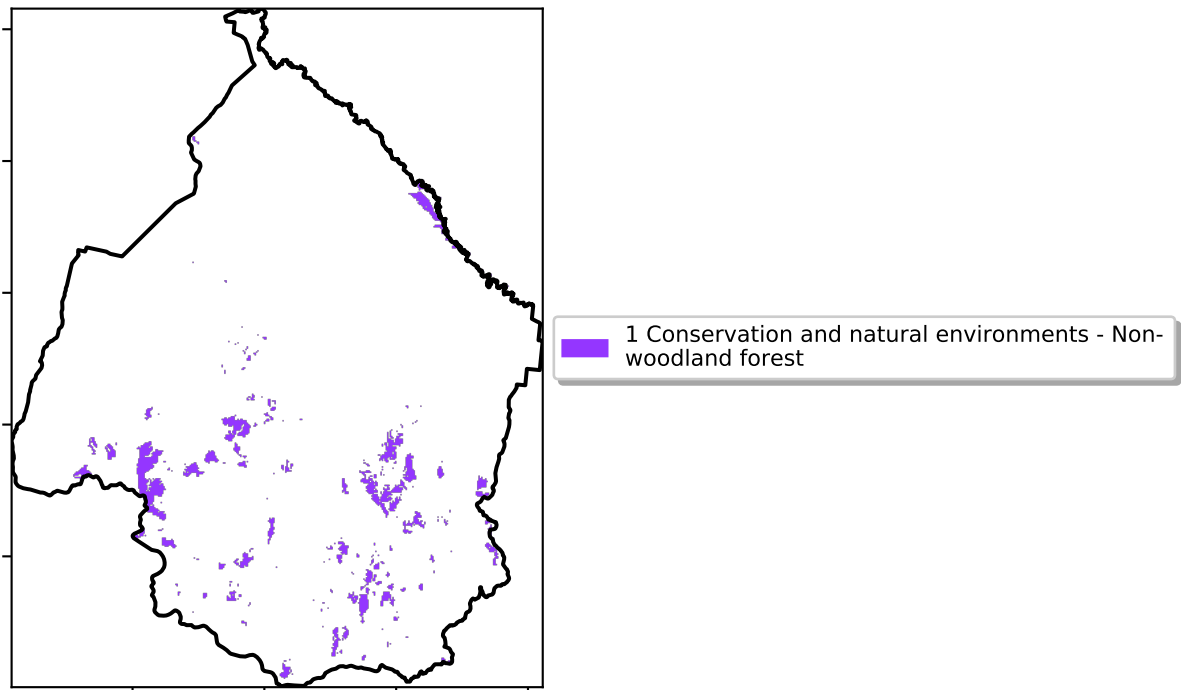 1 Conservation and natural environments - Non-
woodland forest